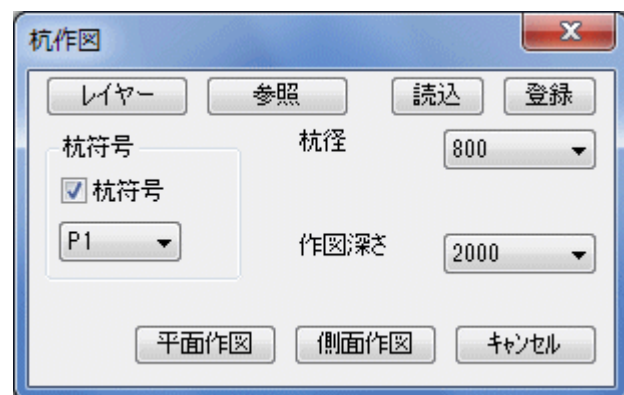 杭作図
レイヤー 参照 読込 登録
杭符号 杭径 800
杭符号
P1 作図深さ 2000
平面作図 側面作図 ｷｬﾝｾﾙ